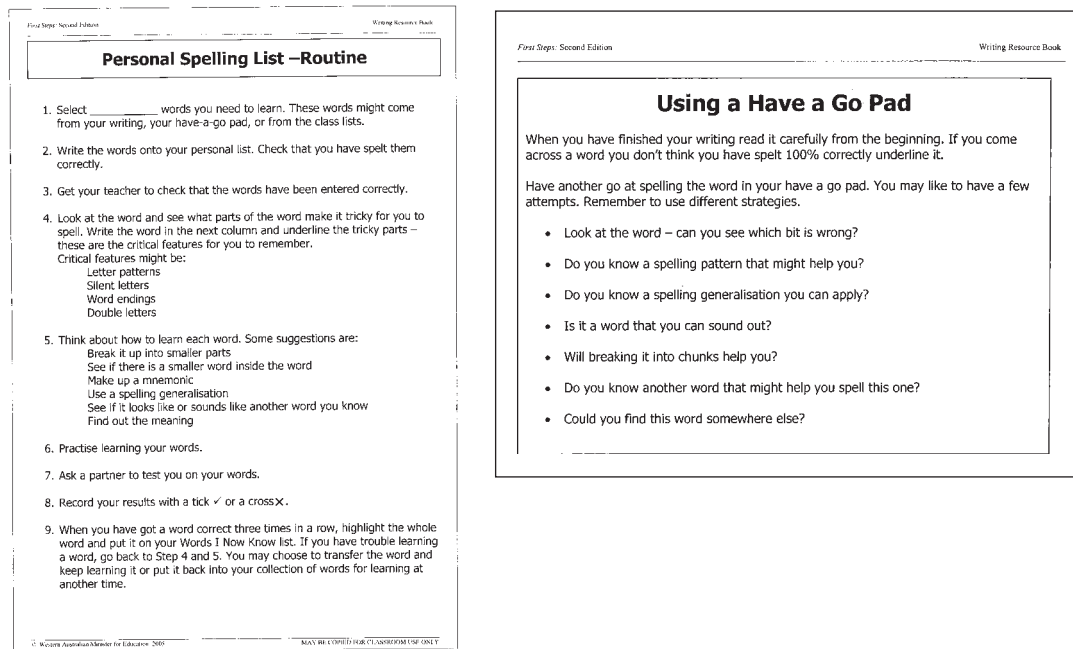 First Steps: Second Edition
Writing Resource Book
Personal Spelling List –Routine
1. Select ____________ words you need to learn. These words might come
from your writing, your have-a-go pad, or from the class lists.
2. Write the words onto your personal list. Check that you have spelt them
correctly.
3. Get your teacher to check that the words have been entered correctly.
4. Look at the word and see what parts of the word make it tricky for you to
spell. Write the word in the next column and underline the tricky parts –
these are the critical features for you to remember.
Critical features might be:
Letter patterns
Silent letters
Word endings
Double letters
5. Think about how to learn each word. Some suggestions are:
Break it up into smaller parts
See if there is a smaller word inside the word
Make up a mnemonic
Use a spelling generalisation
See if it looks like or sounds like another word you know
Find out the meaning
6. Practise learning your words.
7. Ask a partner to test you on your words.
8. Record your results with a tick ✓ or a cross✗.
9. When you have got a word correct three times in a row, highlight the whole
word and put it on your Words I Now Know list. If you have trouble learning
a word, go back to Step 4 and 5. You may choose to transfer the word and
keep learning it or put it back into your collection of words for learning at
another time.
© Western Australian Minister for Education 2005
MAY BE COPIED FOR CLASSROOM USE ONLY
First Steps: Second Edition
Writing Resource Book
Using a Have a Go Pad
When you have finished your writing read it carefully from the beginning. If you come
across a word you don't think you have spelt 100% correctly underline it.
Have another go at spelling the word in your have a go pad. You may like to have a few
attempts. Remember to use different strategies.
• Look at the word – can you see which bit is wrong?
• Do you know a spelling pattern that might help you?
• Do you know a spelling generalisation you can apply?
• Is it a word that you can sound out?
• Will breaking it into chunks help you?
• Do you know another word that might help you spell this one?
• Could you find this word somewhere else?